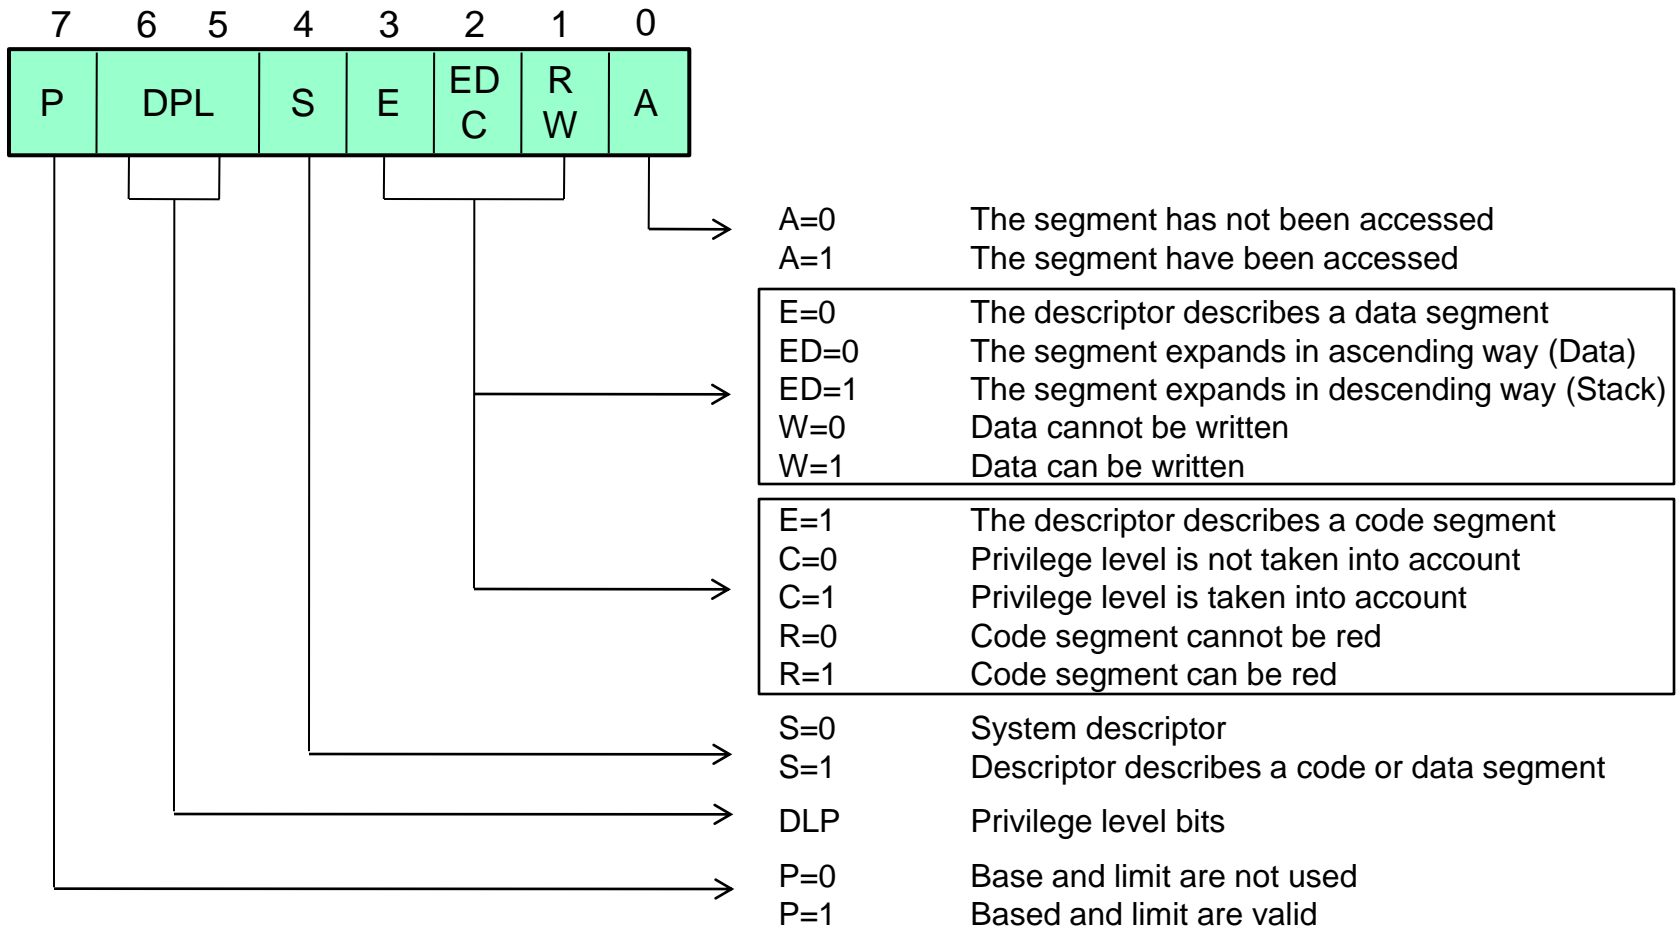 7 6 5 4 3 2 1 0
P DPL S E ED C R W A
A=0 The segment has not been accessed
A=1 The segment have been accessed
E=0 The descriptor describes a data segment
ED=0 The segment expands in ascending way (Data)
ED=1 The segment expands in descending way (Stack)
W=0 Data cannot be written
W=1 Data can be written
E=1 The descriptor describes a code segment
C=0 Privilege level is not taken into account
C=1 Privilege level is taken into account
R=0 Code segment cannot be red
R=1 Code segment can be red
S=0 System descriptor
S=1 Descriptor describes a code or data segment
DLP Privilege level bits
P=0 Base and limit are not used
P=1 Based and limit are valid